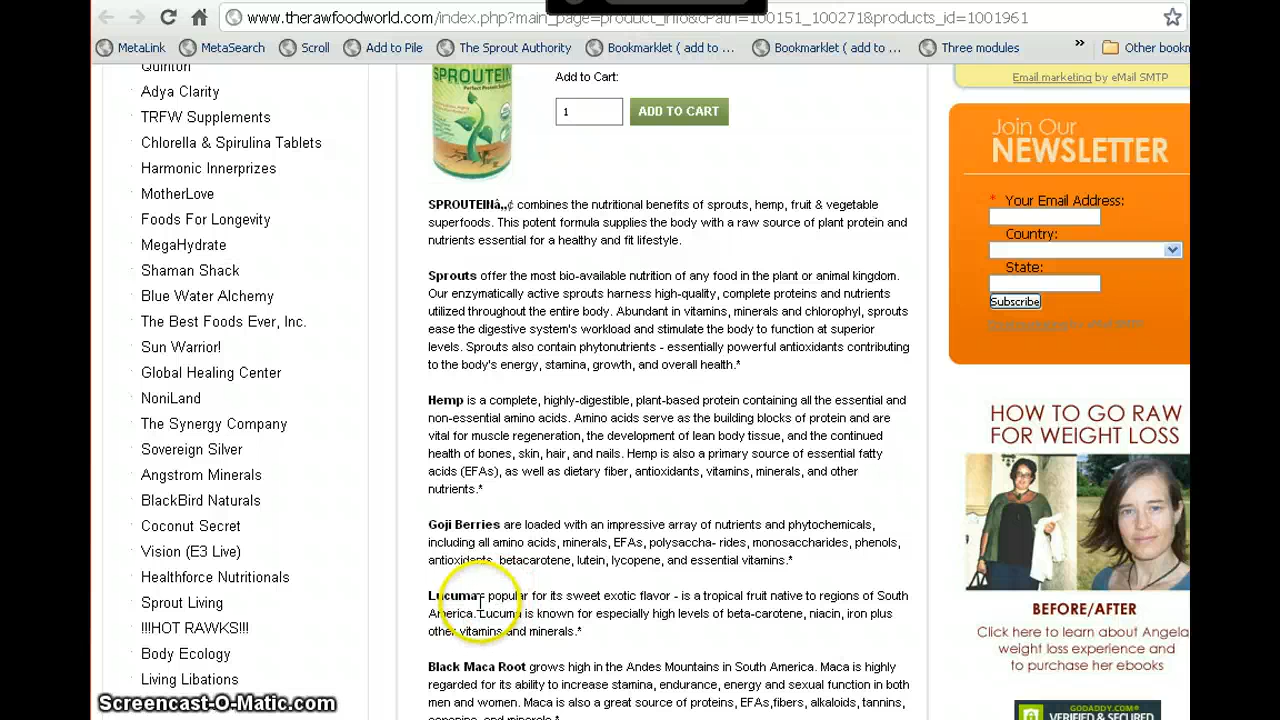 www.therawfoodworld.com/index.php?main_page=product_info&cPath=100151_100271&products_id=1001961
MetaLink MetaSearch Scroll Add to Pile The Sprout Authority Bookmarklet ( add to ... Bookmarklet ( add to ... Three modules » Other bookm
Quinton
Adya Clarity
TRFW Supplements
Chlorella & Spirulina Tablets
Harmonic Innerprizes
MotherLove
Foods For Longevity
MegaHydrate
Shaman Shack
Blue Water Alchemy
The Best Foods Ever, Inc.
Sun Warrior!
Global Healing Center
NoniLand
The Synergy Company
Sovereign Silver
Angstrom Minerals
BlackBird Naturals
Coconut Secret
Vision (E3 Live)
Healthforce Nutritionals
Sprout Living
!!!HOT RAWKS!!!
Body Ecology
Living Libations
SPROUTEIN
Add to Cart:
1 ADD TO CART
SPROUTEINâ„¢ combines the nutritional benefits of sprouts, hemp, fruit & vegetable
superfoods. This potent formula supplies the body with a raw source of plant protein and
nutrients essential for a healthy and fit lifestyle.
Sprouts offer the most bio-available nutrition of any food in the plant or animal kingdom.
Our enzymatically active sprouts harness high-quality, complete proteins and nutrients
utilized throughout the entire body. Abundant in vitamins, minerals and chlorophyl, sprouts
ease the digestive system's workload and stimulate the body to function at superior
levels. Sprouts also contain phytonutrients - essentially powerful antioxidants contributing
to the body's energy, stamina, growth, and overall health.*
Hemp is a complete, highly-digestible, plant-based protein containing all the essential and
non-essential amino acids. Amino acids serve as the building blocks of protein and are
vital for muscle regeneration, the development of lean body tissue, and the continued
health of bones, skin, hair, and nails. Hemp is also a primary source of essential fatty
acids (EFAs), as well as dietary fiber, antioxidants, vitamins, minerals, and other
nutrients.*
Goji Berries are loaded with an impressive array of nutrients and phytochemicals,
including all amino acids, minerals, EFAs, polysaccha- rides, monosaccharides, phenols,
antioxidants, betacarotene, lutein, lycopene, and essential vitamins.*
Lucuma - popular for its sweet exotic flavor - is a tropical fruit native to regions of South
America. Lucuma is known for especially high levels of beta-carotene, niacin, iron plus
other vitamins and minerals.*
Black Maca Root grows high in the Andes Mountains in South America. Maca is highly
regarded for its ability to increase stamina, endurance, energy and sexual function in both
men and women. Maca is also a great source of proteins, EFAs,fibers, alkaloids, tannins,
saponins, and minerals.*
Email marketing by eMail SMTP
Join Our
NEWSLETTER
* Your Email Address:
Country:
State:
Subscribe
HOW TO GO RAW
FOR WEIGHT LOSS
BEFORE/AFTER
Click here to learn about Angela
weight loss experience and
to purchase her ebooks
GODADDY.COM®
VERIFIED & SECURED
Screencast-O-Matic.com